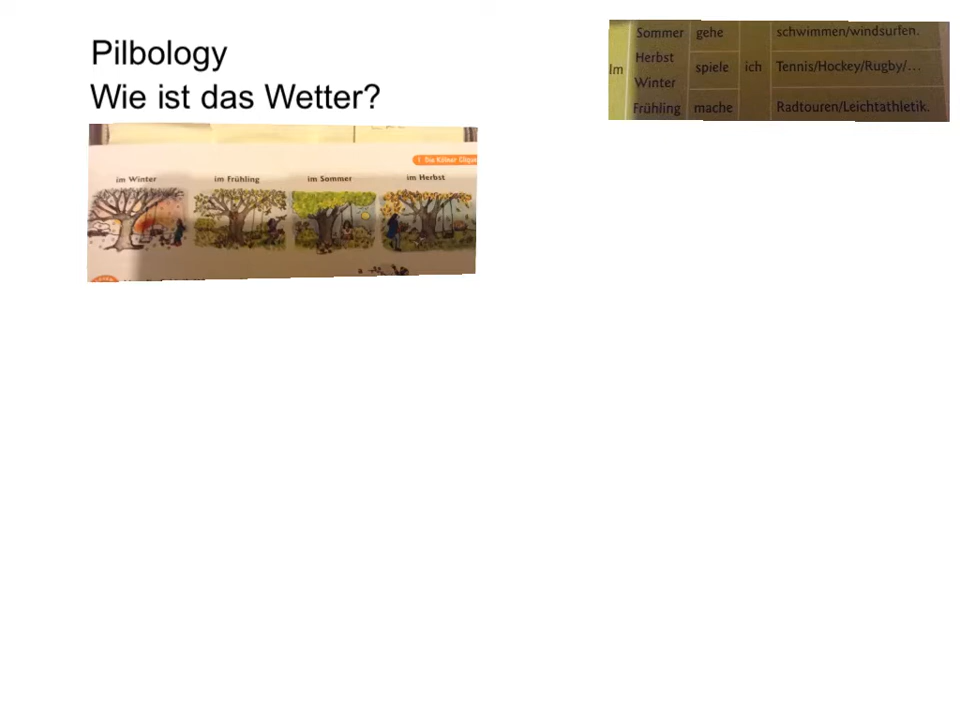 Pilbology
Wie ist das Wetter?
im Winter im Frühling im Sommer im Herbst
Im
Sommer gehe schwimmen/windsurfen.
Herbst
spiele ich Tennis/Hockey/Rugby/...
Winter
Frühling mache Radtouren/Leichtathletik.